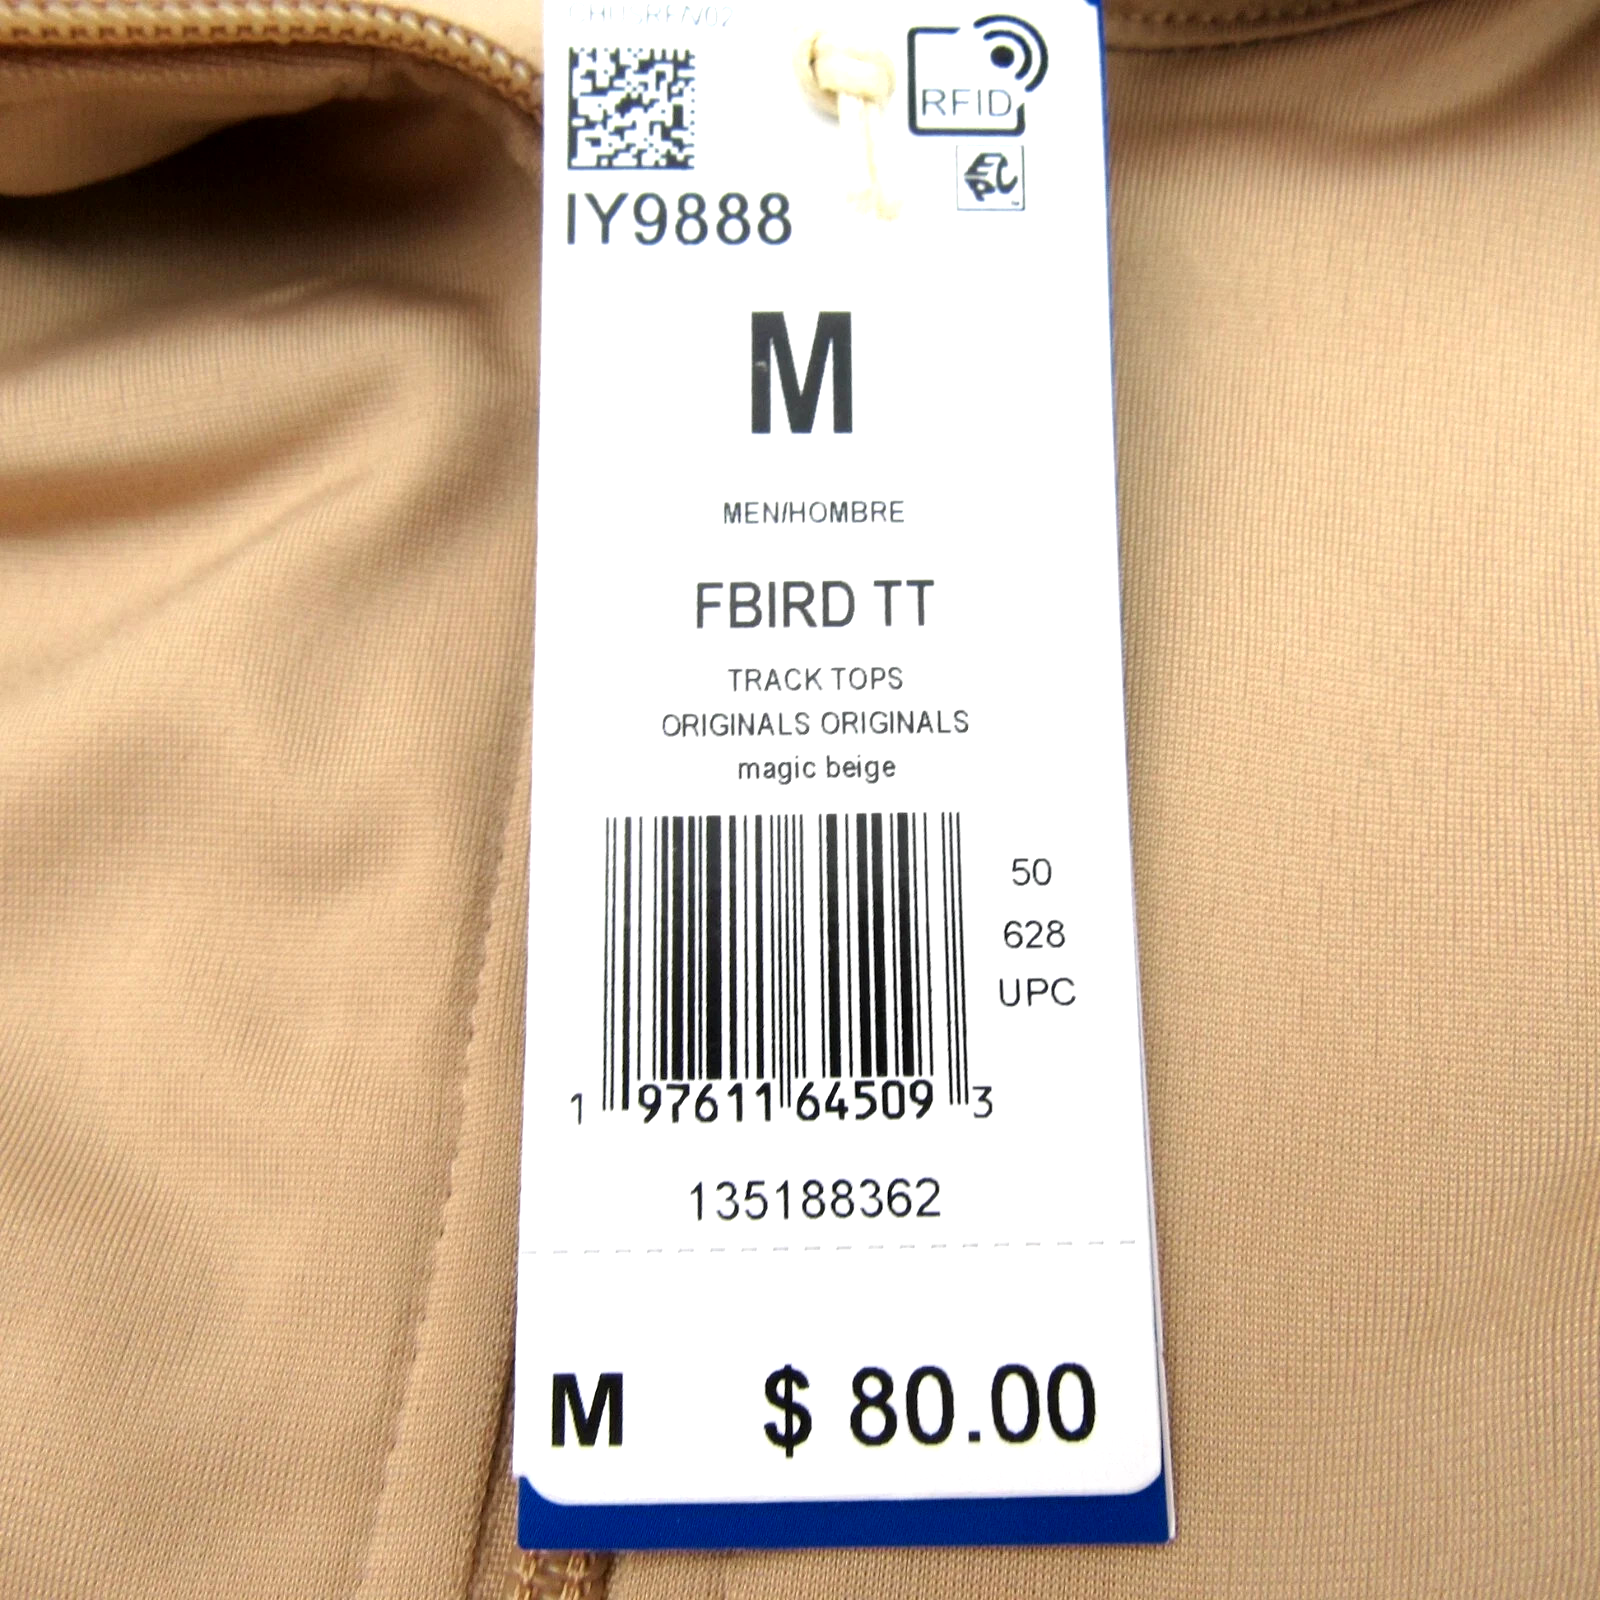 RFID
EPC
IY9888
M
MEN/HOMBRE
FBIRD TT
TRACK TOPS
ORIGINALS ORIGINALS
magic beige
50
628
UPC
1 97611 64509 3
135188362
M $ 80.00